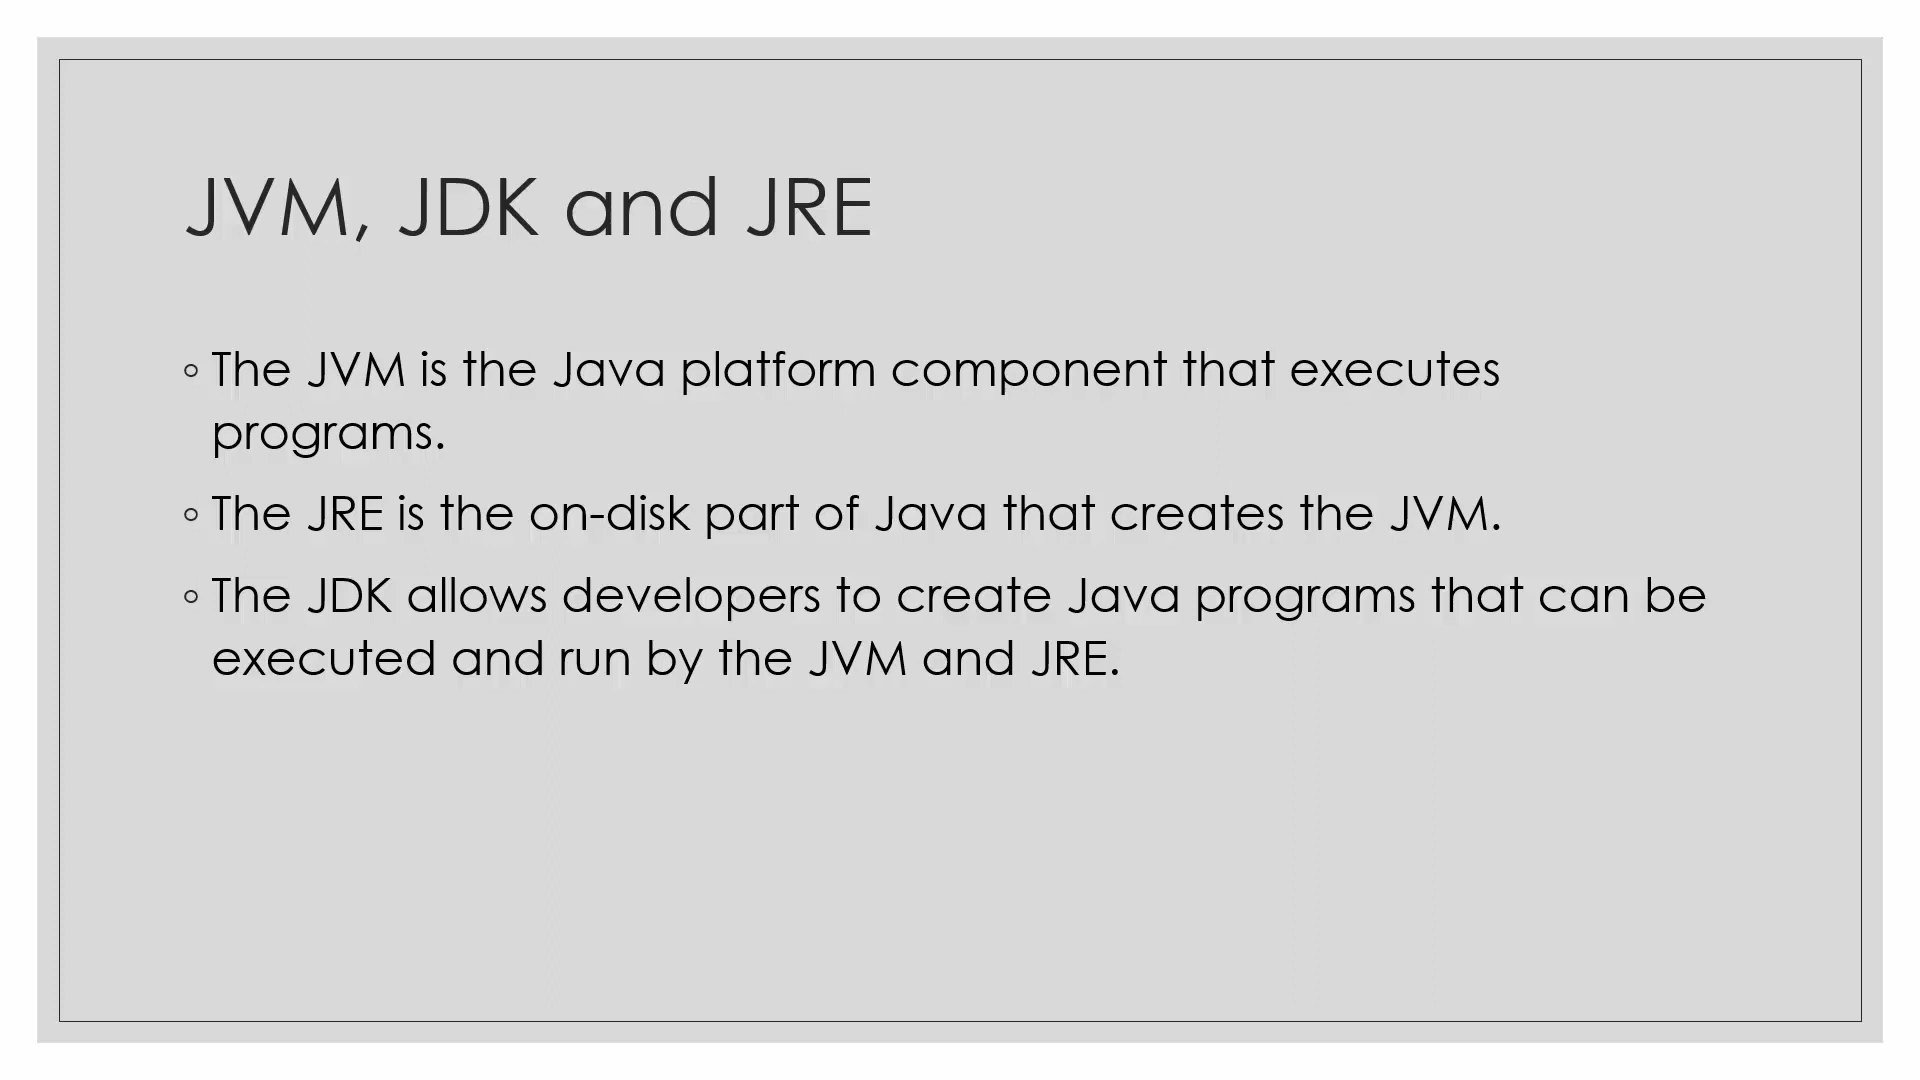 JVM, JDK and JRE
◦ The JVM is the Java platform component that executes
programs.
◦ The JRE is the on-disk part of Java that creates the JVM.
◦ The JDK allows developers to create Java programs that can be
executed and run by the JVM and JRE.